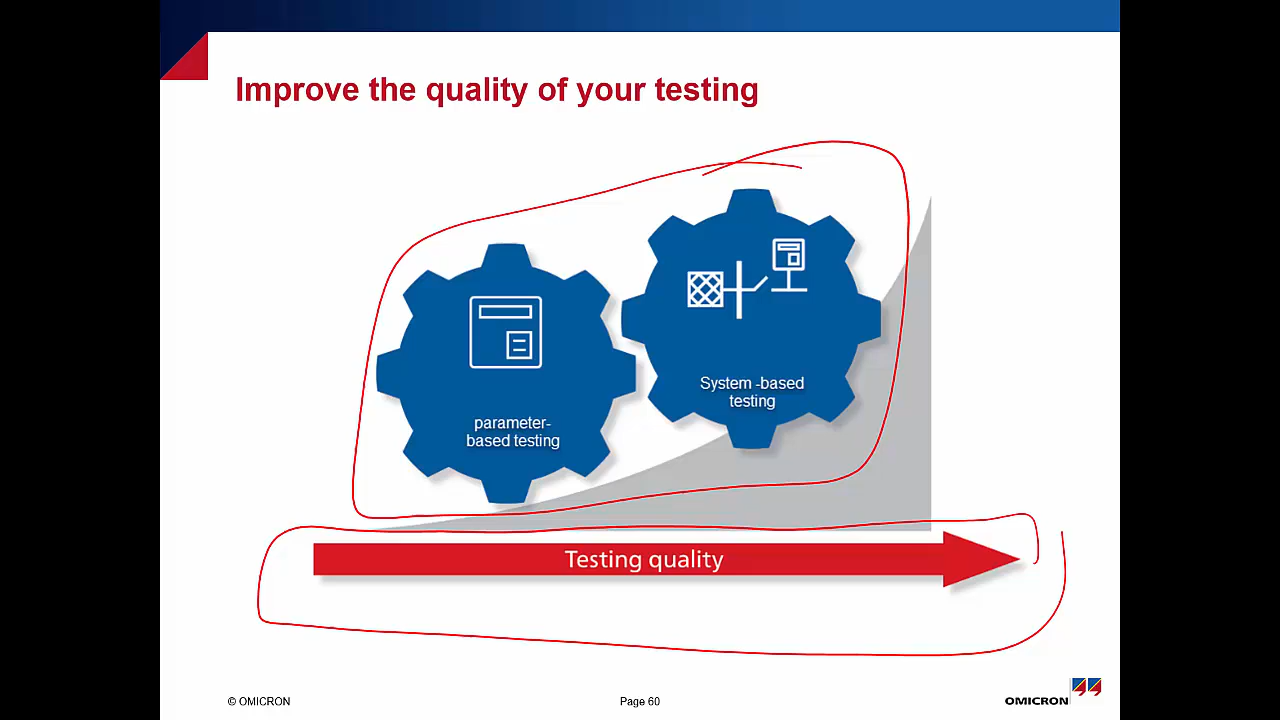 Improve the quality of your testing
System -based
testing
parameter-
based testing
Testing quality
© OMICRON
Page 60
OMICRON